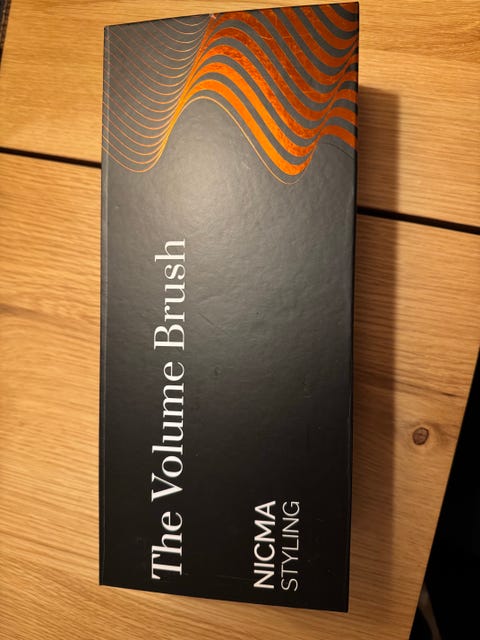 The Volume Brush
NICMA
STYLING